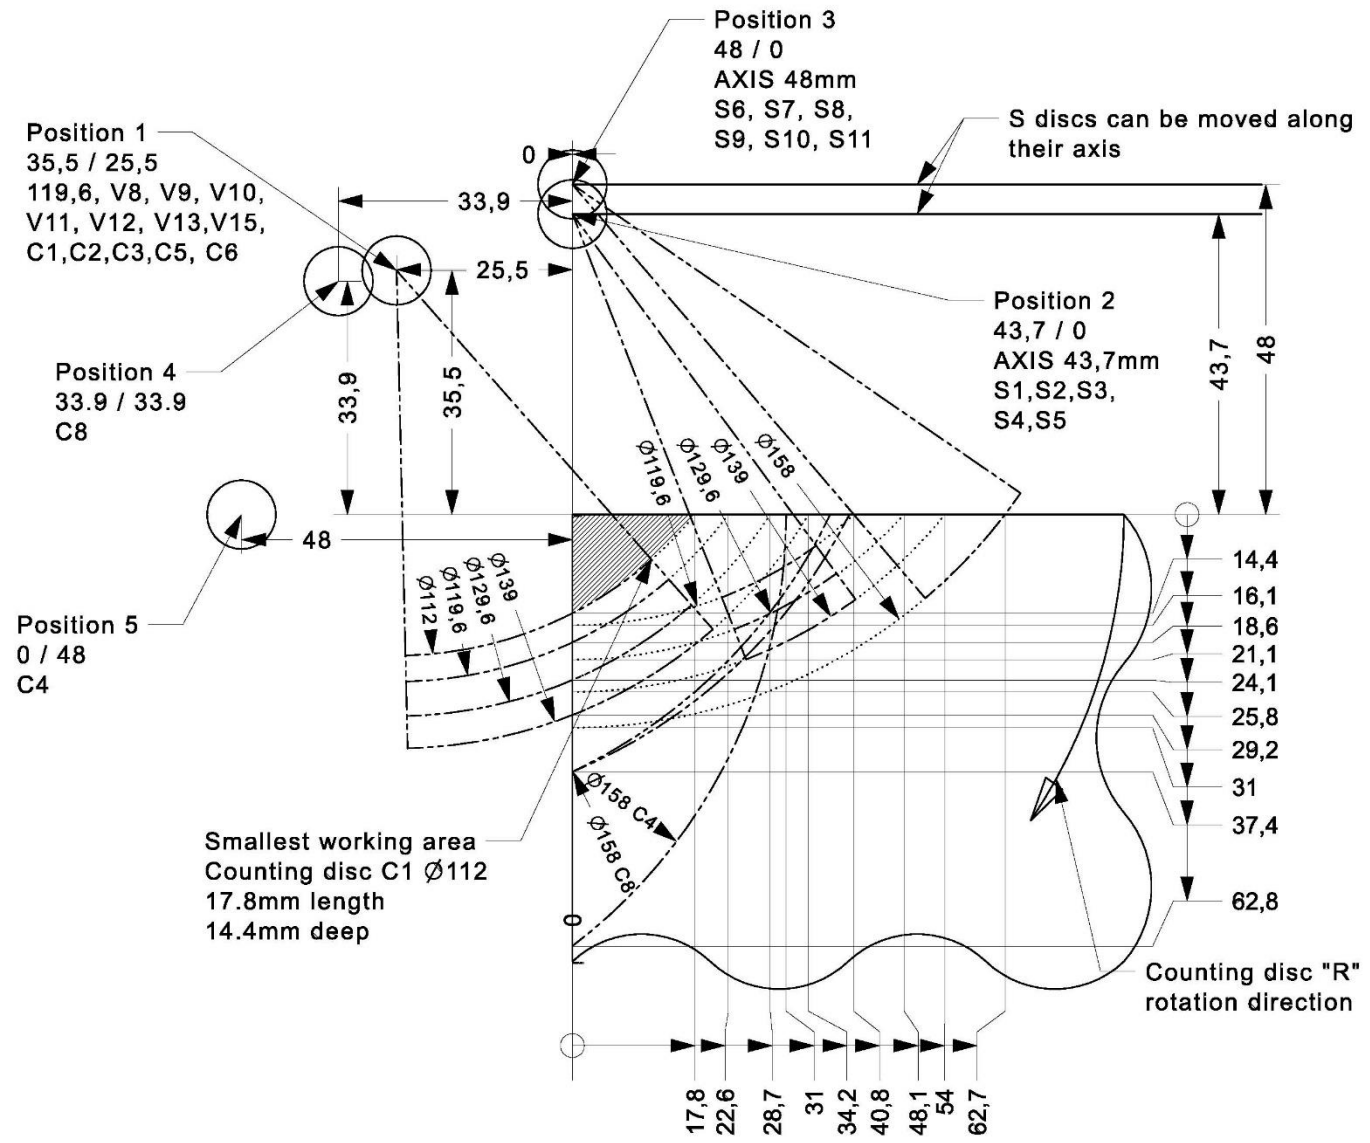 Position 3
48 / 0
AXIS 48mm
S6, S7, S8,
S9, S10, S11
S discs can be moved along
their axis
Position 1
35,5 / 25,5
119,6, V8, V9, V10,
V11, V12, V13,V15,
C1,C2,C3,C5, C6
0
33,9
25,5
Position 2
43,7 / 0
AXIS 43,7mm
S1,S2,S3,
S4,S5
48
43,7
Position 4
33.9 / 33.9
C8
33,9
35,5
Ø119,6
Ø129,6
Ø139
Ø158
48
Position 5
0 / 48
C4
Ø112
Ø119,6
Ø129,6
Ø139
14,4
16,1
18,6
21,1
24,1
25,8
29,2
31
37,4
62,8
Ø158 C4
Ø158 C8
Smallest working area
Counting disc C1 Ø112
17.8mm length
14.4mm deep
0
Counting disc "R"
rotation direction
17,8
22,6
28,7
31
34,2
40,8
48,1
54
62,7